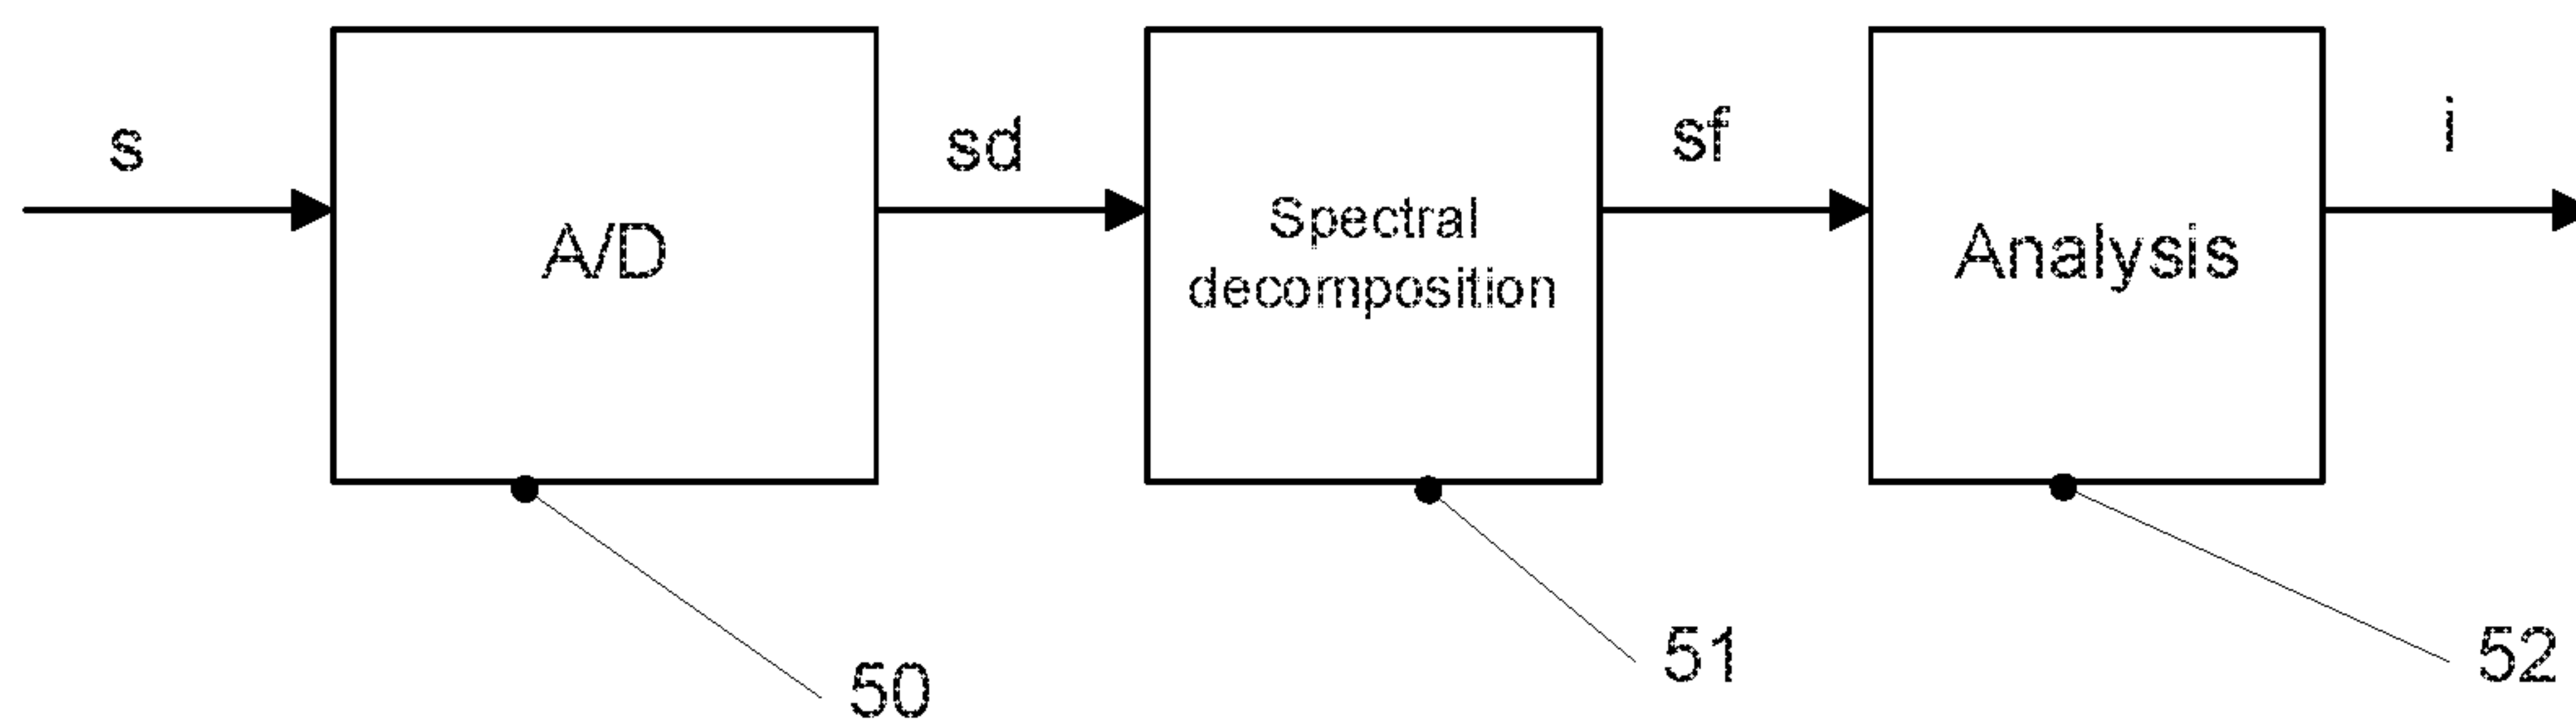 s
A/D
sd
Spectral
decomposition
sf
Analysis
i
50
51
52